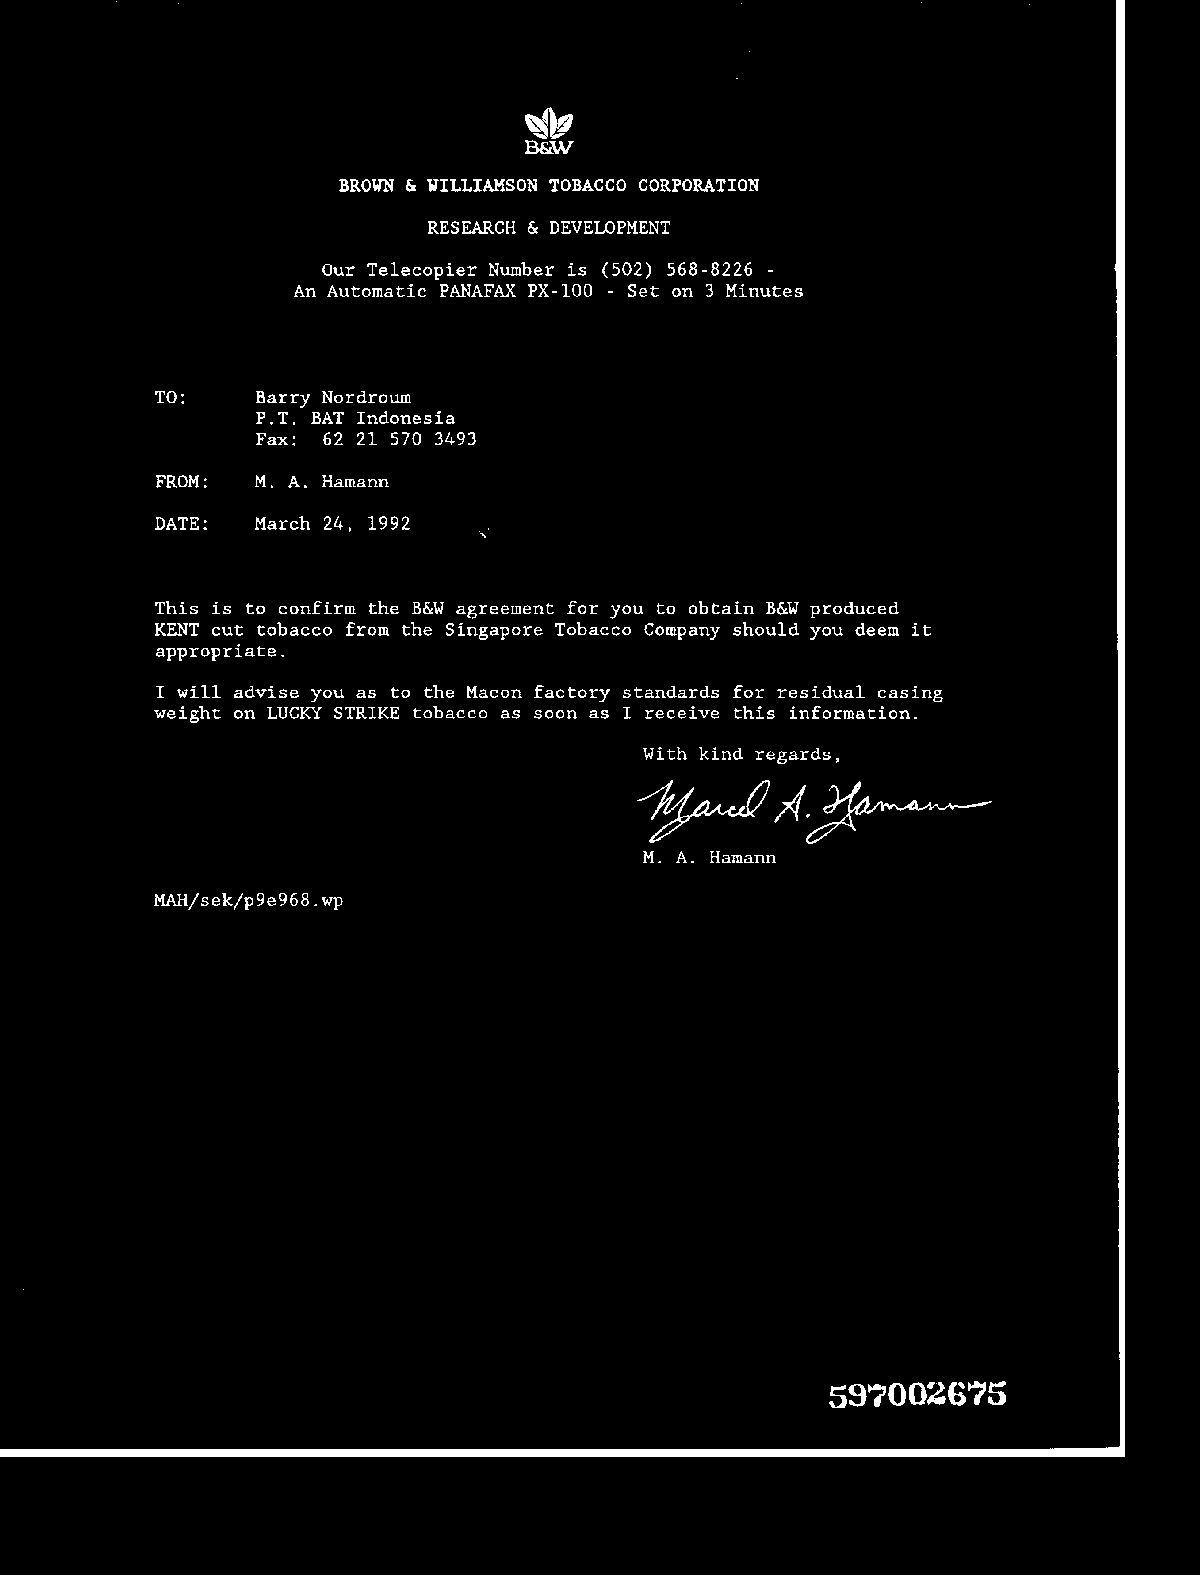 B&W
BROWN & WILLIAMSON TOBACCO CORPORATION
RESEARCH & DEVELOPMENT
Our Telecopier Number is (502) 568-8226 -
An Automatic PANAFAX PX-100 - Set on 3 Minutes
TO: Barry Nordroum
P.T. BAT Indonesia
Fax: 62 21 570 3493
FROM: M. A. Hamann
DATE: March 24, 1992
This is to confirm the B&W agreement for you to obtain B&W produced
KENT cut tobacco from the Singapore Tobacco Company should you deem it
appropriate.
I will advise you as to the Macon factory standards for residual casing
weight on LUCKY STRIKE tobacco as soon as I receive this information.
With kind regards,
Marcel A. Hamann
M. A. Hamann
MAH/sek/p9e968.wp
597002675